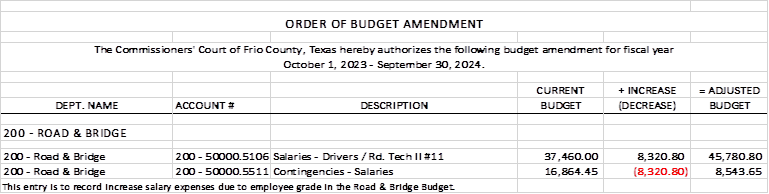 ORDER OF BUDGET AMENDMENT
The Commissioners' Court of Frio County, Texas hereby authorizes the following budget amendment for fiscal year
October 1, 2023 - September 30, 2024.
CURRENT + INCREASE = ADJUSTED
DEPT. NAME ACCOUNT # DESCRIPTION BUDGET (DECREASE) BUDGET
200 - ROAD & BRIDGE
200 - Road & Bridge 200 - 50000.5106 Salaries - Drivers / Rd. Tech II #11 37,460.00 8,320.80 45,780.80
200 - Road & Bridge 200 - 50000.5511 Contingencies - Salaries 16,864.45 (8,320.80) 8,543.65
This entry is to record increase salary expenses due to employee grade in the Road & Bridge Budget.